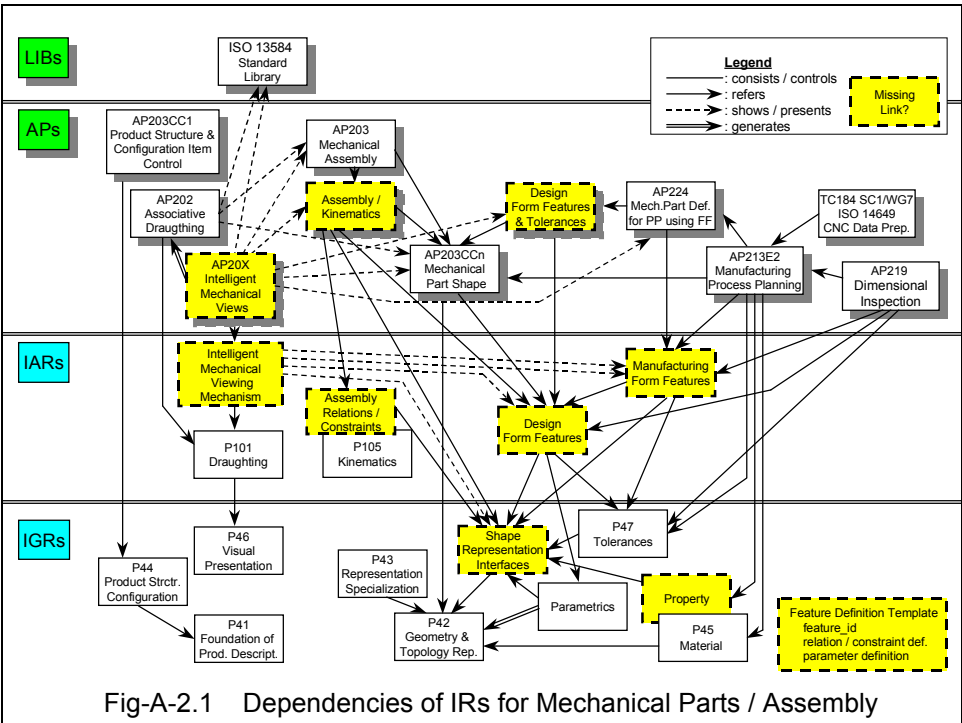 LIBs
ISO 13584
Standard
Library
Legend
: consists / controls
: refers
: shows / presents
: generates
Missing
Link?
APs
AP203CC1
Product Structure &
Configuration Item
Control
AP203
Mechanical
Assembly
AP202
Associative
Draugthing
Assembly /
Kinematics
Design
Form Features
& Tolerances
AP224
Mech.Part Def.
for PP using FF
TC184 SC1/WG7
ISO 14649
CNC Data Prep.
AP20X
Intelligent
Mechanical
Views
AP203CCn
Mechanical
Part Shape
AP213E2
Manufacturing
Process Planning
AP219
Dimensional
Inspection
IARs
Intelligent
Mechanical
Viewing
Mechanism
Manufacturing
Form Features
Assembly
Relations /
Constraints
Design
Form Features
P101
Draughting
P105
Kinematics
IGRs
P46
Visual
Presentation
Shape
Representation
Interfaces
P47
Tolerances
P44
Product Strctr.
Configuration
P43
Representation
Specialization
Parametrics
Property
P41
Foundation of
Prod. Descript.
P42
Geometry &
Topology Rep.
P45
Material
Feature Definition Template
feature_id
relation / constraint def.
parameter definition
Fig-A-2.1 Dependencies of IRs for Mechanical Parts / Assembly